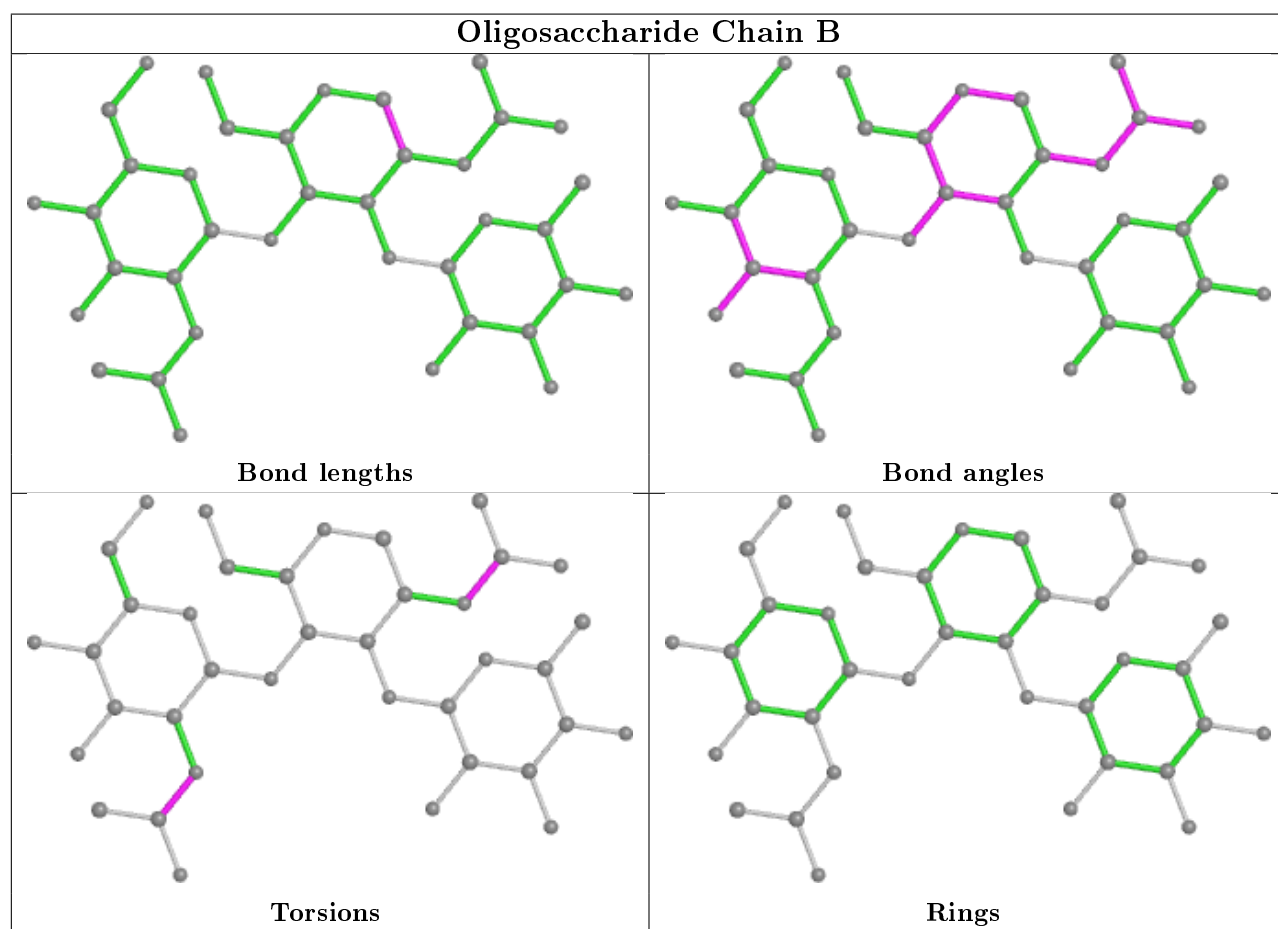 Oligosaccharide Chain B
Bond lengths
Bond angles
Torsions
Rings